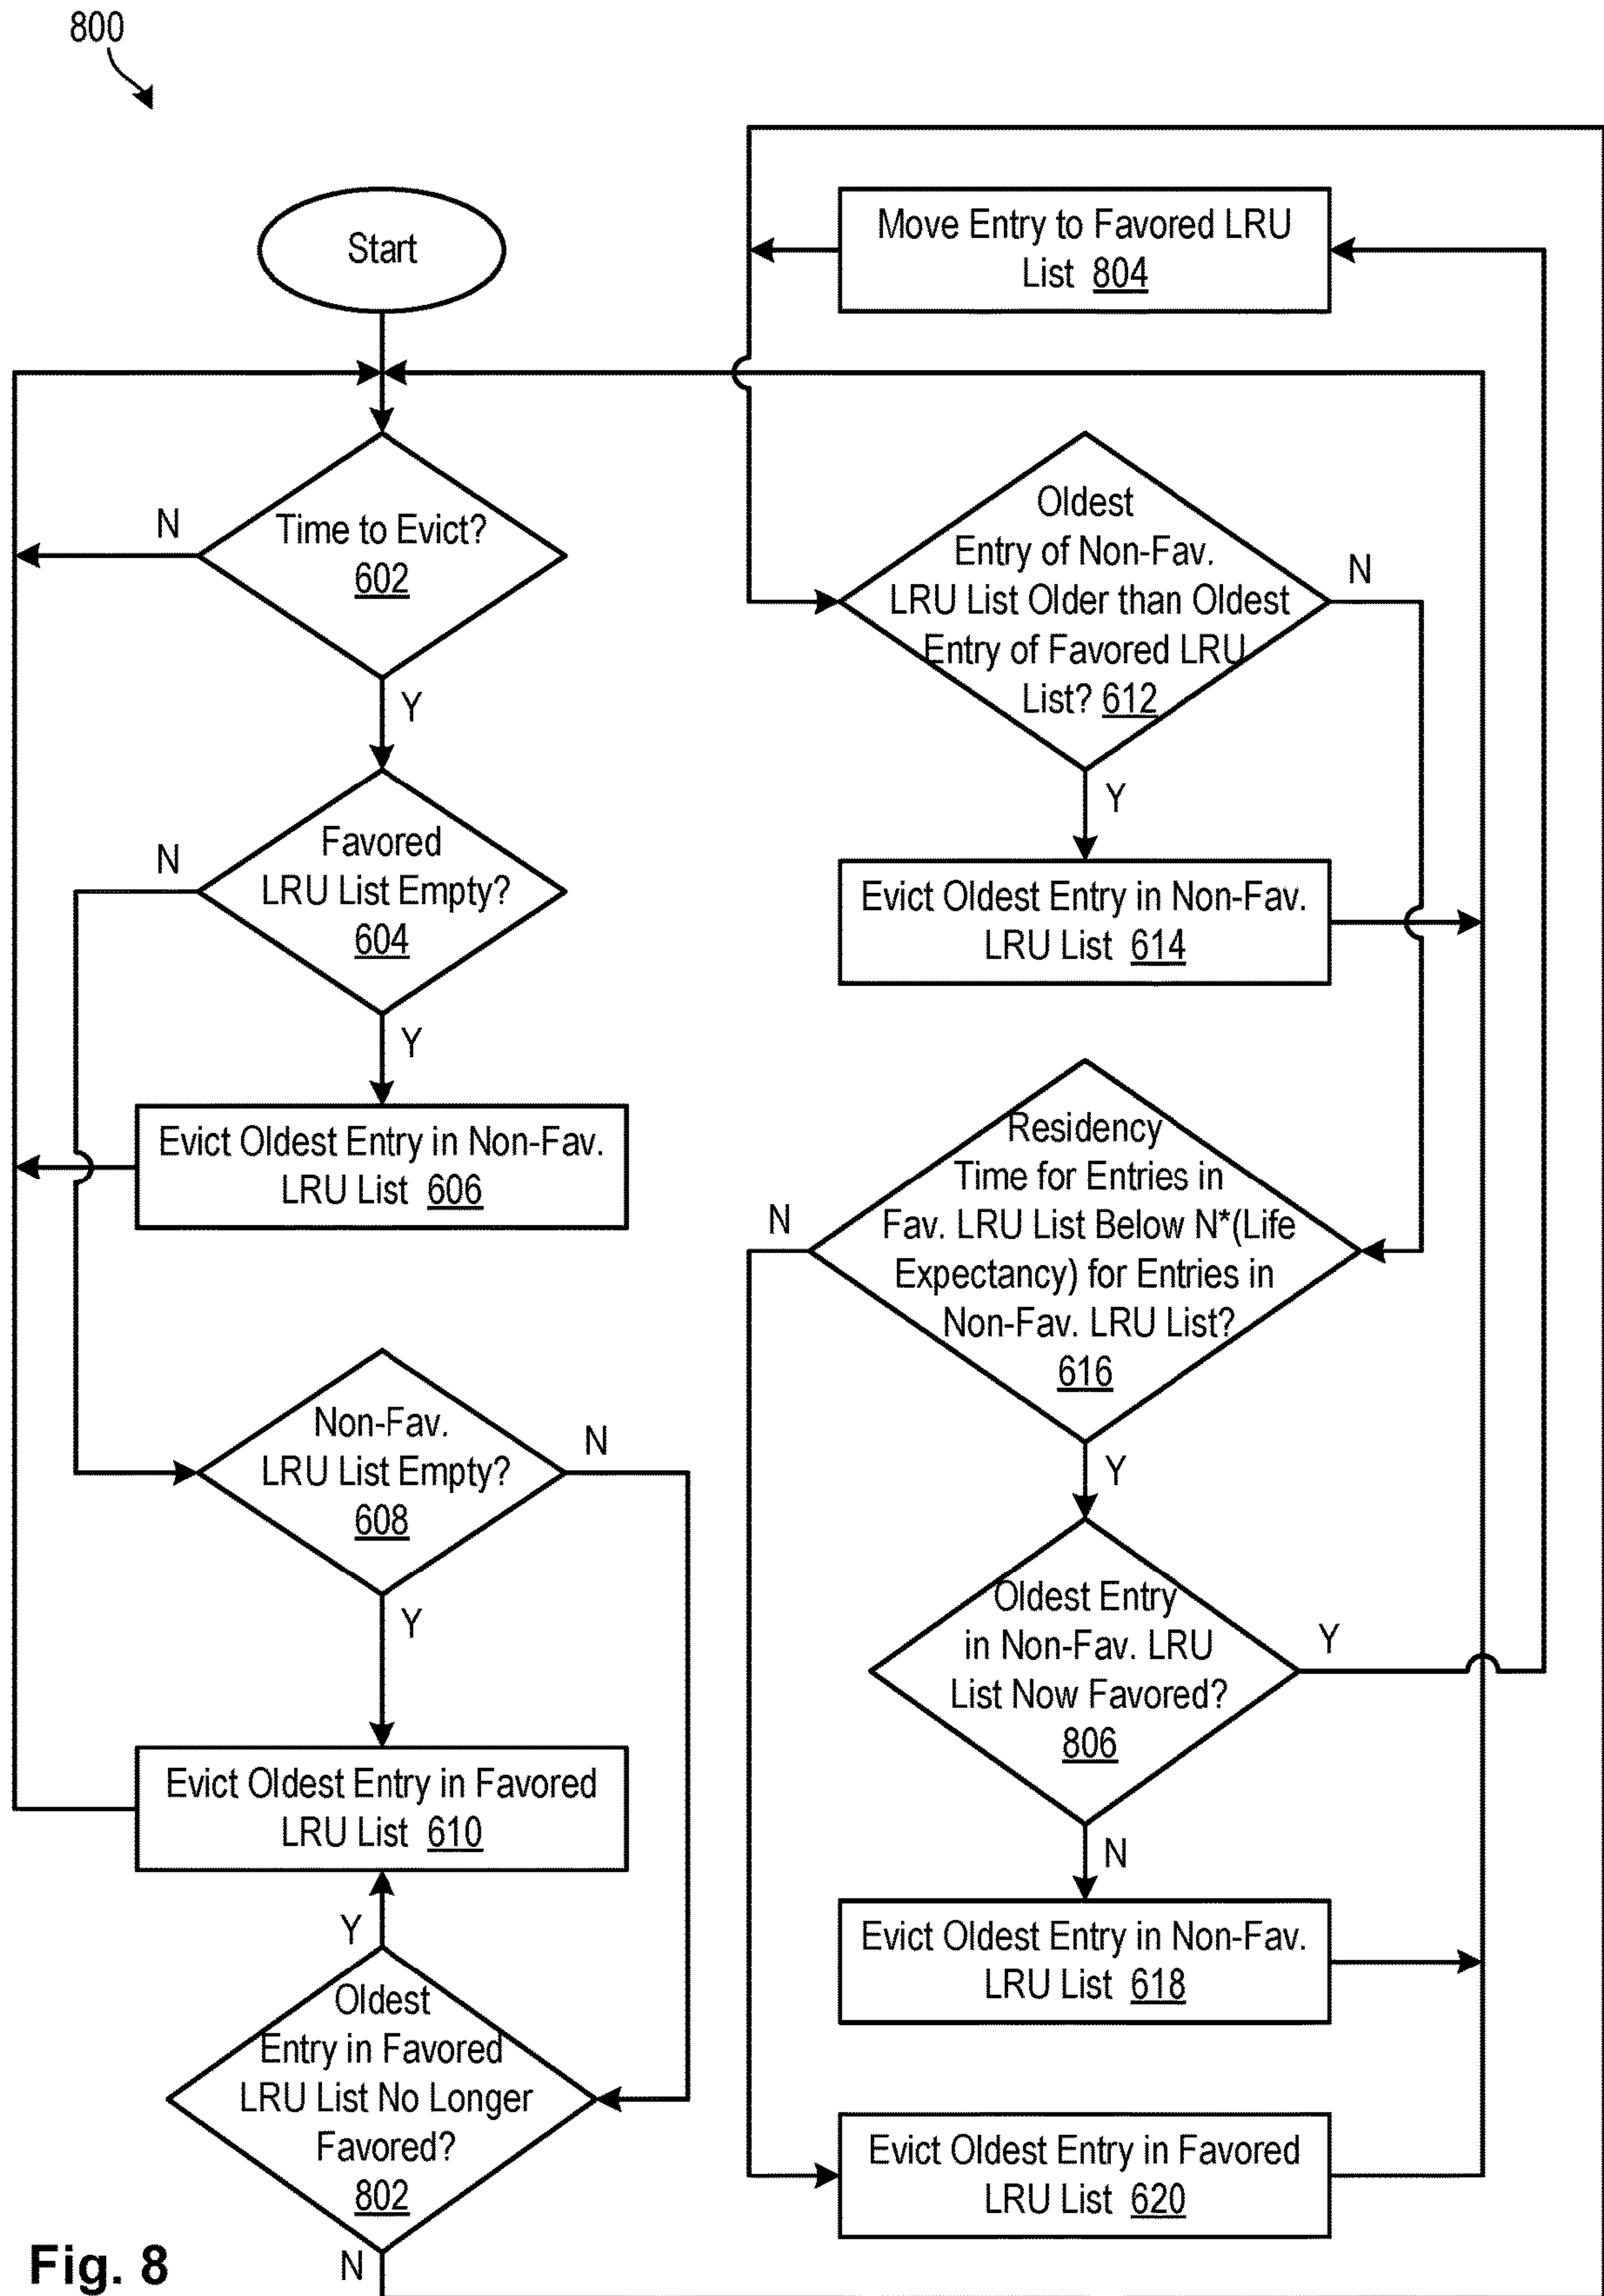 800
Start
Time to Evict?
602
N
Y
Favored
LRU List Empty?
604
N
Y
Evict Oldest Entry in Non-Fav.
LRU List 606
Non-Fav.
LRU List Empty?
608
N
Y
Evict Oldest Entry in Favored
LRU List 610
Y
Oldest
Entry in Favored
LRU List No Longer
Favored?
802
N
Move Entry to Favored LRU
List 804
Oldest
Entry of Non-Fav.
LRU List Older than Oldest
Entry of Favored LRU
List? 612
N
Y
Evict Oldest Entry in Non-Fav.
LRU List 614
Residency
Time for Entries in
Fav. LRU List Below N*(Life
Expectancy) for Entries in
Non-Fav. LRU List?
616
N
Y
Oldest Entry
in Non-Fav. LRU
List Now Favored?
806
Y
N
Evict Oldest Entry in Non-Fav.
LRU List 618
Evict Oldest Entry in Favored
LRU List 620
Fig. 8